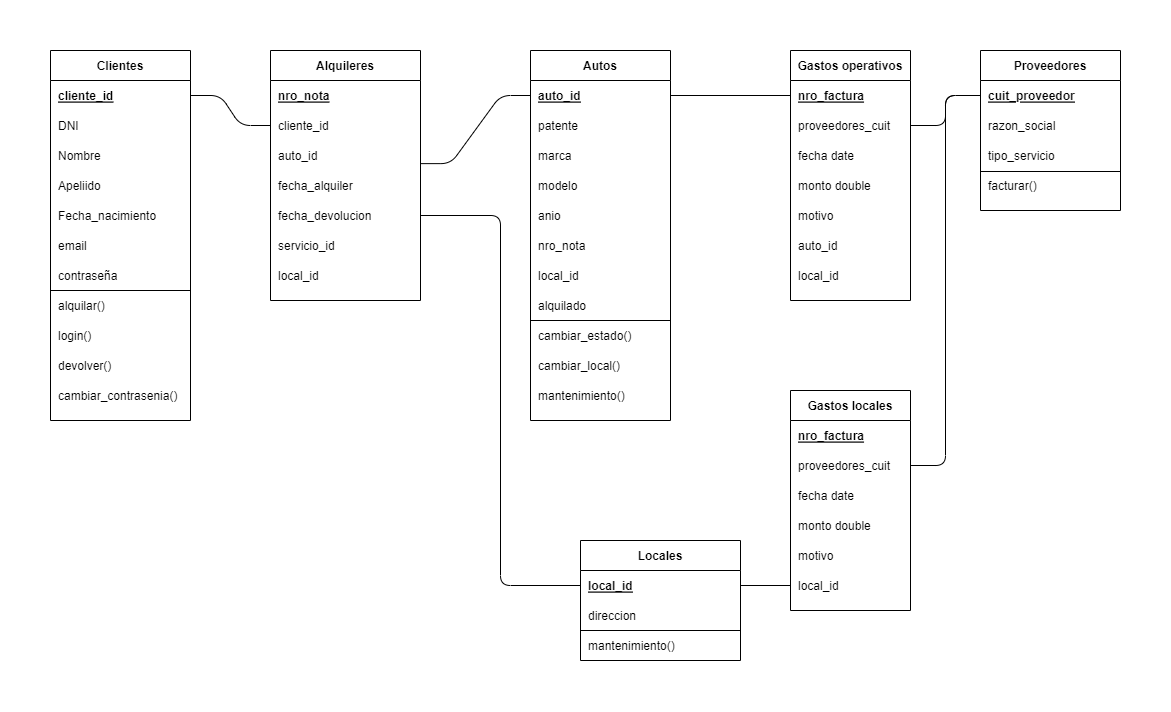 Clientes
cliente_id
DNI
Nombre
Apeliido
Fecha_nacimiento
email
contraseña
alquilar()
login()
devolver()
cambiar_contrasenia()
Alquileres
nro_nota
cliente_id
auto_id
fecha_alquiler
fecha_devolucion
servicio_id
local_id
Autos
auto_id
patente
marca
modelo
anio
nro_nota
local_id
alquilado
cambiar_estado()
cambiar_local()
mantenimiento()
Gastos operativos
nro_factura
proveedores_cuit
fecha date
monto double
motivo
auto_id
local_id
Proveedores
cuit_proveedor
razon_social
tipo_servicio
facturar()
Gastos locales
nro_factura
proveedores_cuit
fecha date
monto double
motivo
local_id
Locales
local_id
direccion
mantenimiento()